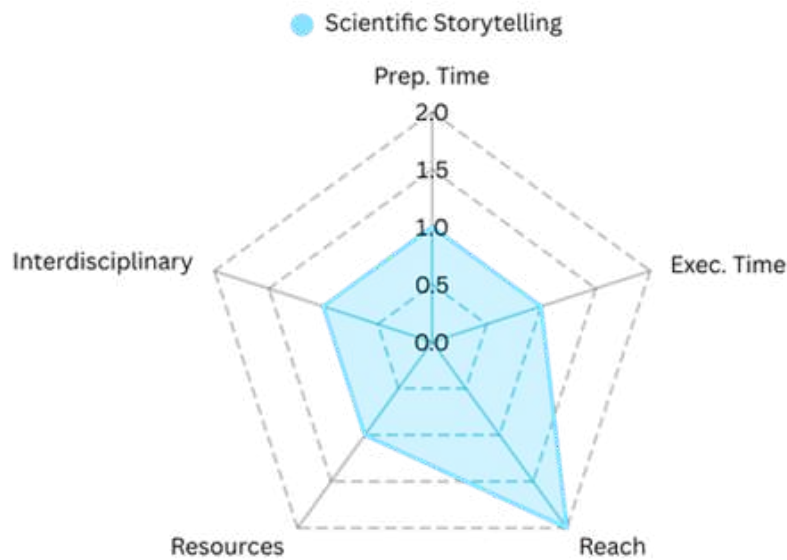 Scientific Storytelling
Prep. Time
2.0
1.5
1.0
Interdisciplinary
Exec. Time
0.5
0.0
Resources
Reach